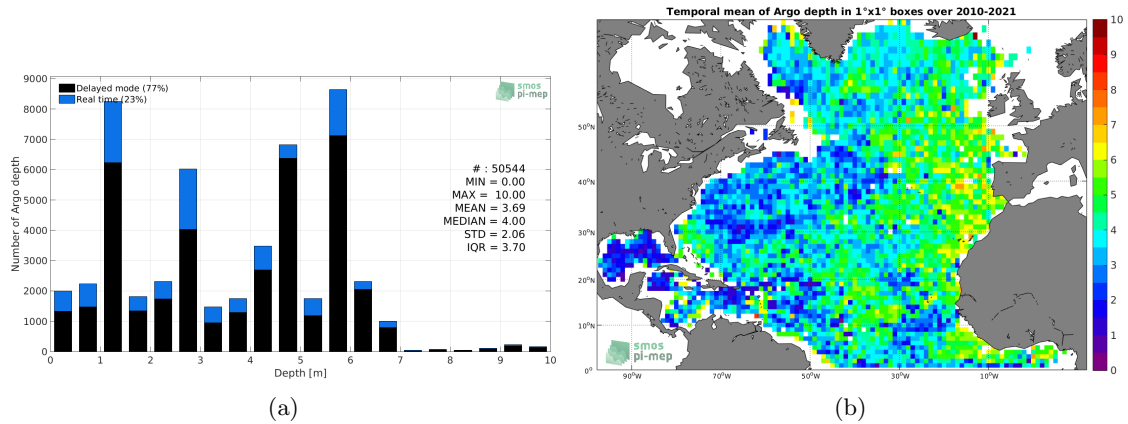 Delayed mode (77%)
Real time (23%)
smos
pi-mep
# : 50544
MIN = 0.00
MAX = 10.00
MEAN = 3.69
MEDIAN = 4.00
STD = 2.06
IQR = 3.70
Number of Argo depth
9000
8000
7000
6000
5000
4000
3000
2000
1000
0
0 1 2 3 4 5 6 7 8 9 10
Depth [m]
(a)
Temporal mean of Argo depth in 1°x1° boxes over 2010-2021
50°N
40°N
30°N
20°N
10°N
0°
90°W 70°W 50°W 30°W 10°W
smos
pi-mep
10
9
8
7
6
5
4
3
2
1
0
(b)